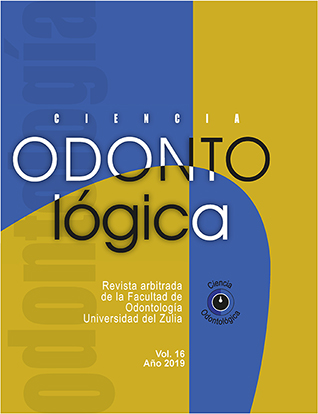 odontología
CIENCIA
ODONTO
lógica
Revista arbitrada
de la Facultad de
Odontología
Universidad del Zulia
Ciencia
Odontológica
Vol. 16
Año 2019